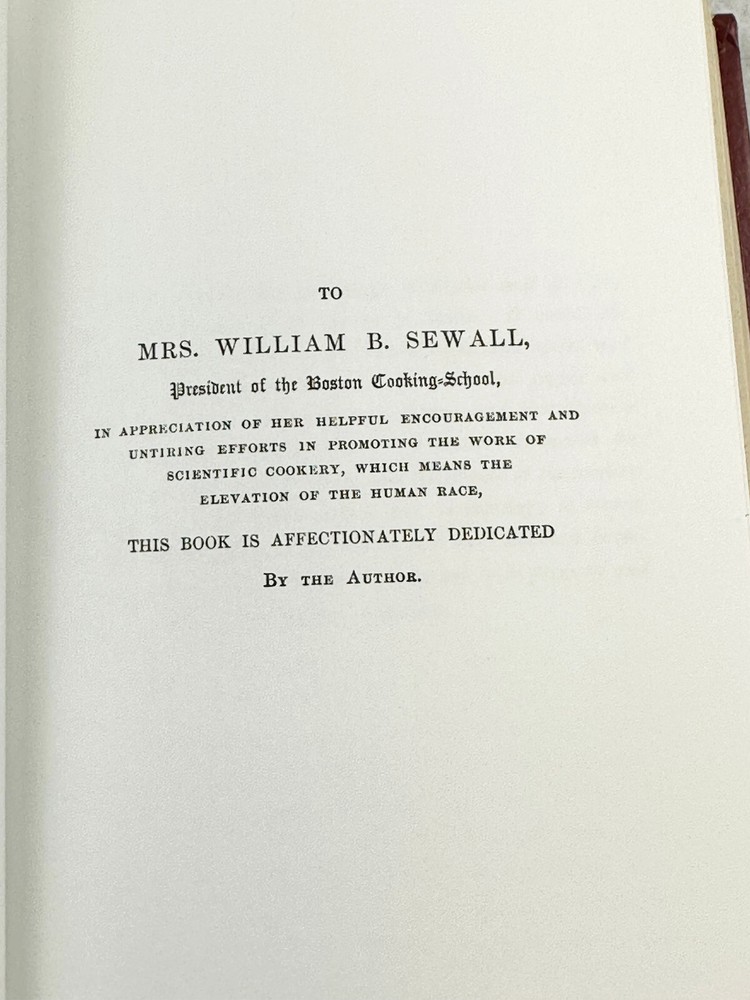 TO
MRS. WILLIAM B. SEWALL,
President of the Boston Cooking-School,
IN APPRECIATION OF HER HELPFUL ENCOURAGEMENT AND
UNTIRING EFFORTS IN PROMOTING THE WORK OF
SCIENTIFIC COOKERY, WHICH MEANS THE
ELEVATION OF THE HUMAN RACE,
THIS BOOK IS AFFECTIONATELY DEDICATED
BY THE AUTHOR.